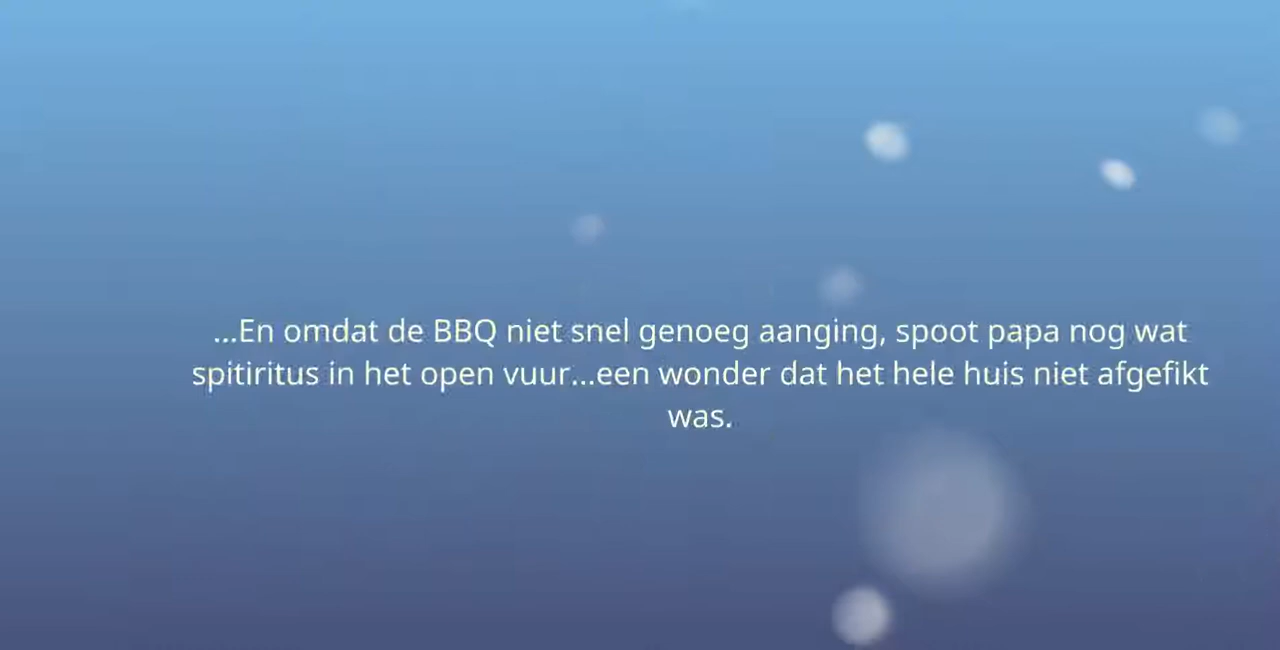 ...En omdat de BBQ niet snel genoeg aanging, spoot papa nog wat
spitiritus in het open vuur...een wonder dat het hele huis niet afgefikt
was.